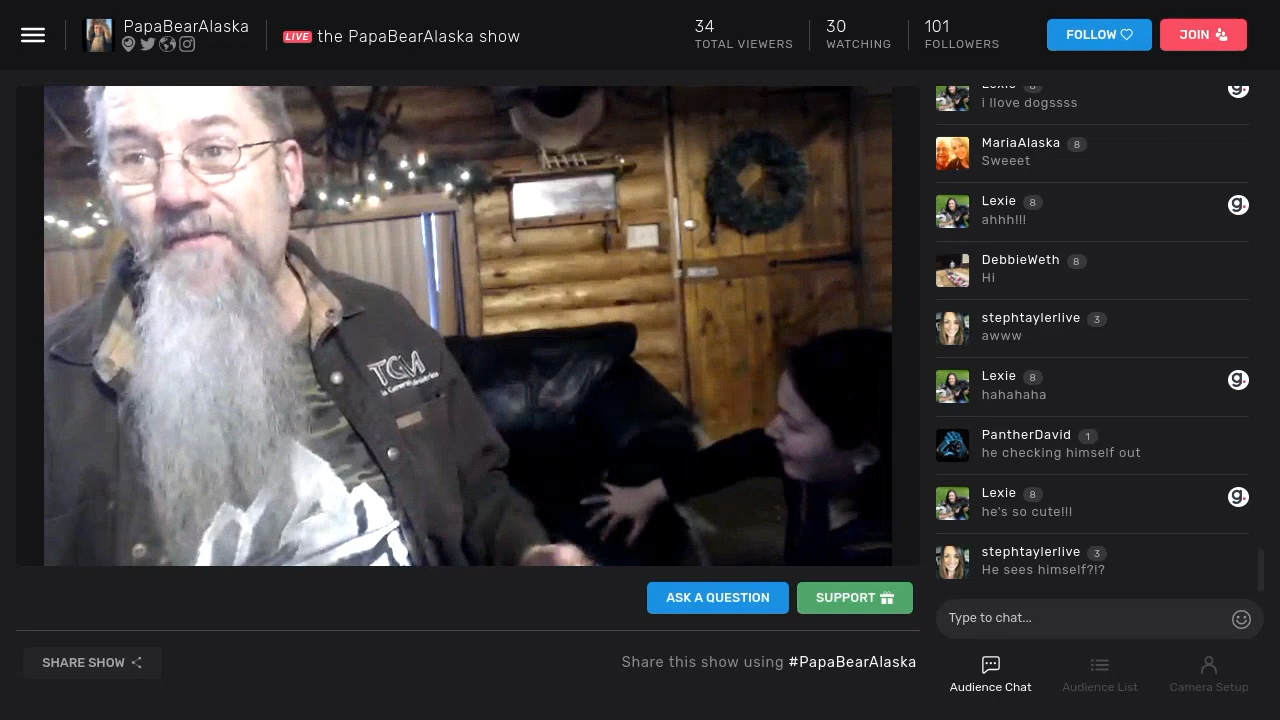 PapaBearAlaska
LIVE the PapaBearAlaska show
34
TOTAL VIEWERS
30
WATCHING
101
FOLLOWERS
FOLLOW
JOIN
TGM
Lexie 8
i llove dogssss
MariaAlaska 8
Sweeet
Lexie 8
ahhh!!!
DebbieWeth 8
Hi
stephtaylerlive 3
awww
Lexie 8
hahahaha
PantherDavid 1
he checking himself out
Lexie 8
he's so cute!!!
stephtaylerlive 3
He sees himself?!?
ASK A QUESTION
SUPPORT
Type to chat...
SHARE SHOW
Share this show using #PapaBearAlaska
Audience Chat
Audience List
Camera Setup